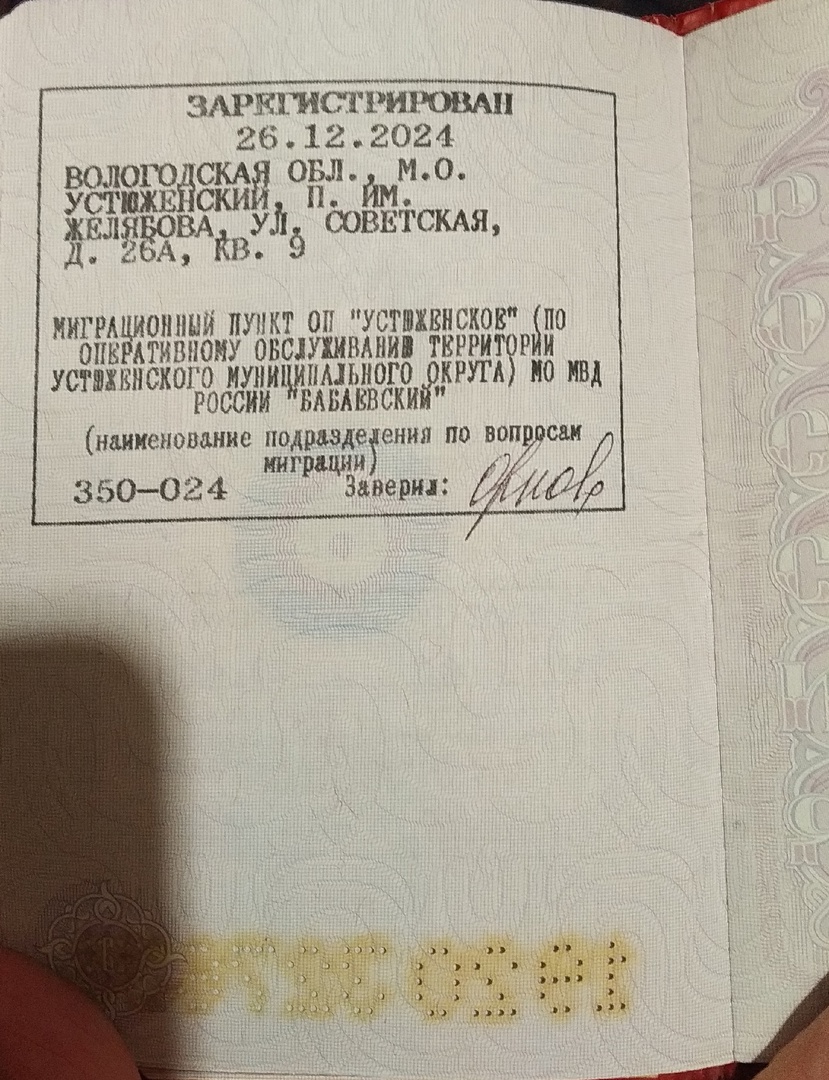 ЗАРЕГИСТРИРОВАН
26.12.2024
ВОЛОГОДСКАЯ ОБЛ., М.О.
УСТЮЖЕНСКИЙ, П. ИМ.
ЖЕЛЯБОВА, УЛ. СОВЕТСКАЯ,
Д. 26А, КВ. 9
МИГРАЦИОННЫЙ ПУНКТ ОП "УСТЮЖЕНСКОЕ" (ПО
ОПЕРАТИВНОМУ ОБСЛУЖИВАНИЮ ТЕРРИТОРИИ
УСТЮЖЕНСКОГО МУНИЦИПАЛЬНОГО ОКРУГА) МО МВД
РОССИИ "БАБАЕВСКИЙ"
(наименование подразделения по вопросам
миграции)
350-024 Заверил: